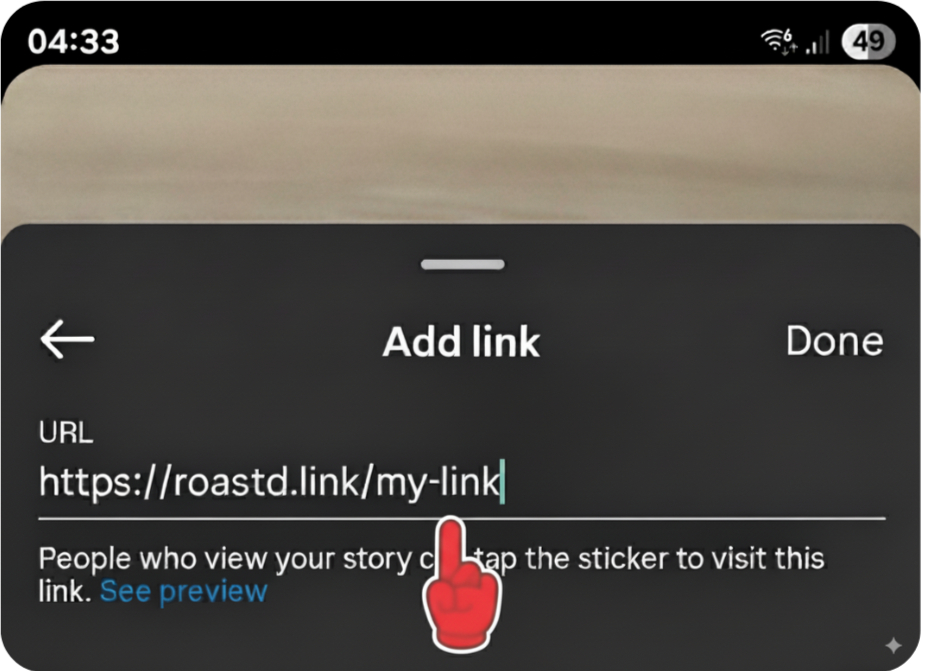 04:33
6
49
Add link
Done
URL
https://roastd.link/my-link
People who view your story c tap the sticker to visit this
link. See preview